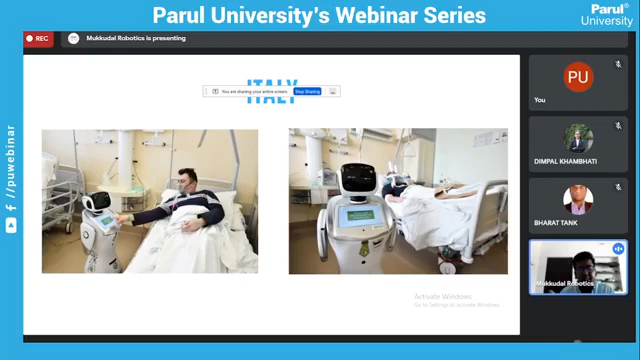 Parul University's Webinar Series
Parul®
University
REC
Mukkudal Robotics is presenting
ITALY
You are sharing your entire screen.
Stop Sharing
PU
You
DIMPAL KHAMBHATI
BHARAT TANK
Mukkudal Robotics
Activate Windows
Go to Settings to activate Windows.
//puwebinar